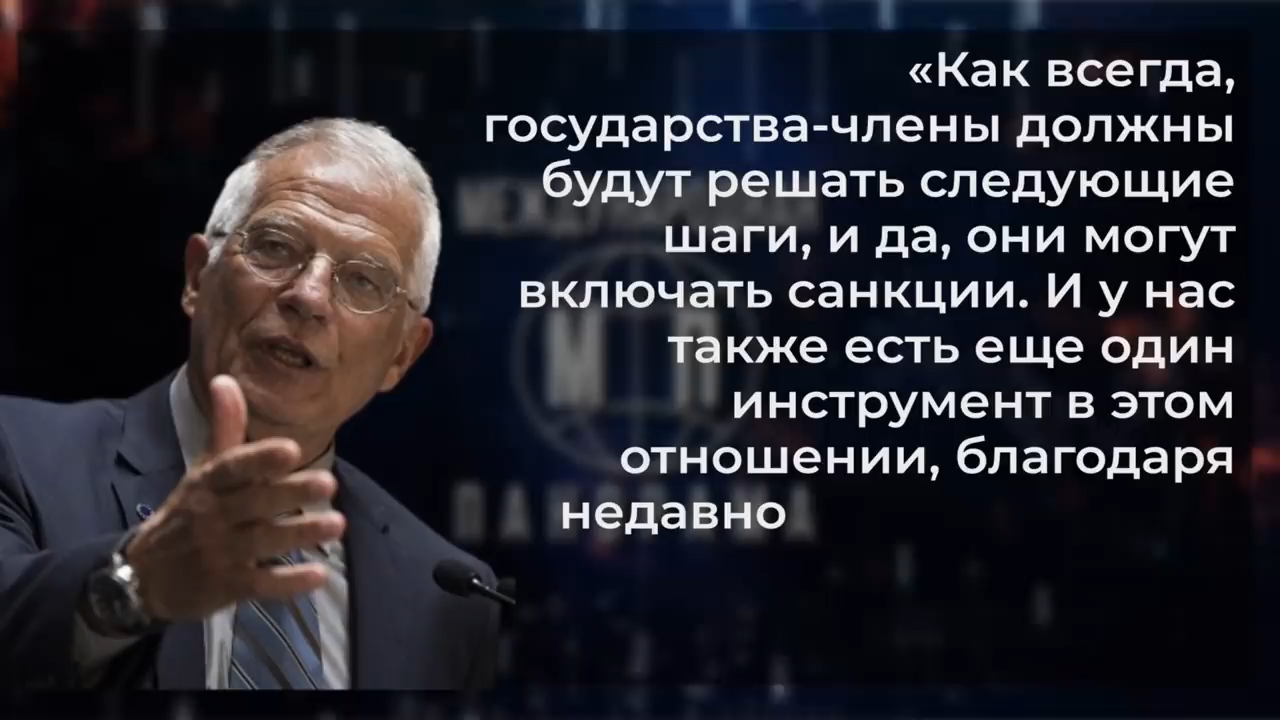 «Как всегда,
государства-члены должны
будут решать следующие
шаги, и да, они могут
включать санкции. И у нас
также есть еще один
инструмент в этом
отношении, благодаря
недавно
М П
ПАНОРАМА